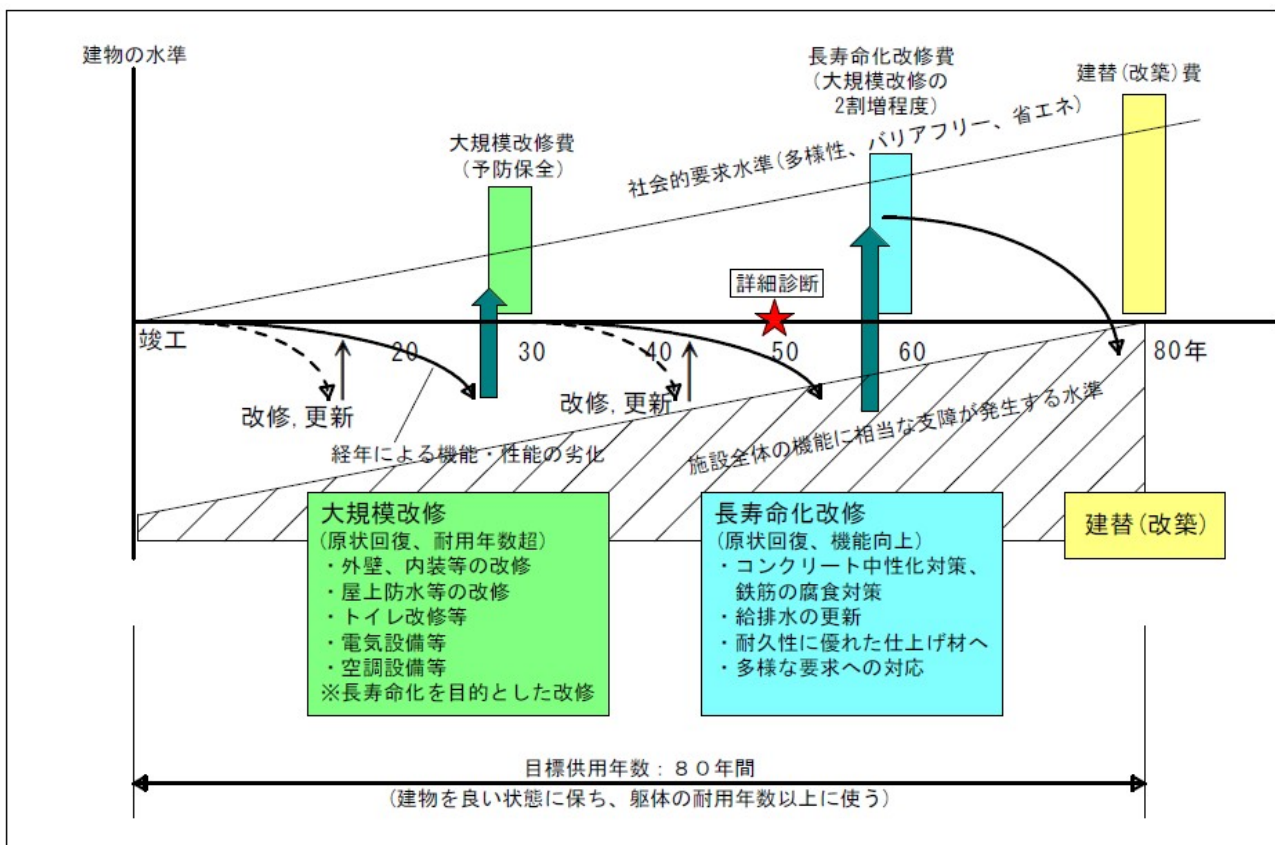 建物の水準
大規模改修費
(予防保全)
長寿命化改修費
(大規模改修の
2割増程度)
建替(改築)費
社会的要求水準(多様性、バリアフリー、省エネ)
詳細診断
竣工
20
30
40
50
60
80年
改修,更新
改修,更新
経年による機能・性能の劣化
施設全体の機能に相当な支障が発生する水準
大規模改修
(原状回復、耐用年数超)
・外壁、内装等の改修
・屋上防水等の改修
・トイレ改修等
・電気設備等
・空調設備等
※長寿命化を目的とした改修
長寿命化改修
(原状回復、機能向上)
・コンクリート中性化対策、
鉄筋の腐食対策
・給排水の更新
・耐久性に優れた仕上げ材へ
・多様な要求への対応
建替(改築)
目標供用年数:80年間
(建物を良い状態に保ち、躯体の耐用年数以上に使う)